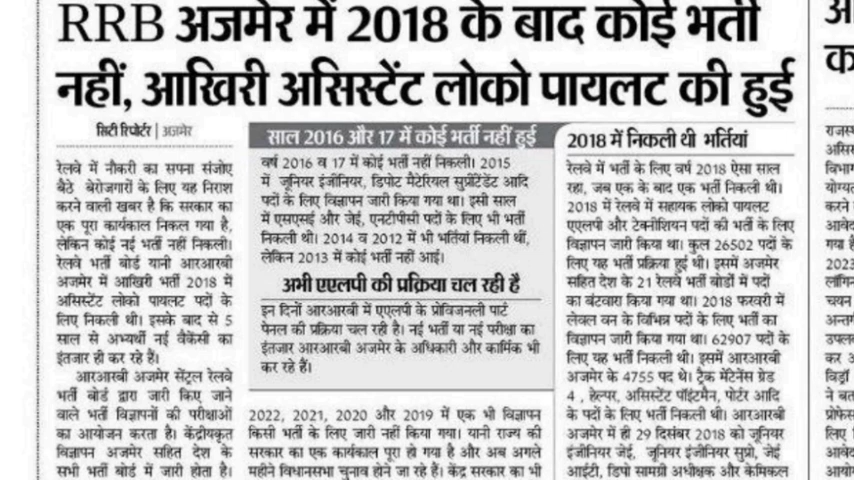 RRB अजमेर में 2018 के बाद कोई भर्ती
नहीं, आखिरी असिस्टेंट लोको पायलट की हुई
सिटी रिपोर्टर | अजमेर
रेलवे में नौकरी का सपना संजोए
बैठे बेरोजगारों के लिए यह निराश
करने वाली खबर है कि सरकार का
एक पूरा कार्यकाल निकल गया है,
लेकिन कोई नई भर्ती नहीं निकली।
रेलवे भर्ती बोर्ड यानी आरआरबी
अजमेर में आखिरी भर्ती 2018 में
असिस्टेंट लोको पायलट पदों के
लिए निकली थी। इसके बाद से 5
साल से अभ्यर्थी नई वैकेंसी का
इंतजार ही कर रहे हैं।
आरआरबी अजमेर सेंट्रल रेलवे
भर्ती बोर्ड द्वारा जारी किए जाने
वाले भर्ती विज्ञापनों की परीक्षाओं
का आयोजन करता है। केंद्रीयकृत
विज्ञापन अजमेर सहित देश के
सभी भर्ती बोर्ड में जारी होता है।
साल 2016 और 17 में कोई भर्ती नहीं हुई
वर्ष 2016 व 17 में कोई भर्ती नहीं निकली। 2015
में जूनियर इंजीनियर, डिपोट मैटेरियल सुप्रींटेंडेंट आदि
पदों के लिए विज्ञापन जारी किया गया था। इसी साल
में एसएसई और जेई, एनटीपीसी पदों के लिए भी भर्ती
निकली थी। 2014 व 2012 में भी भर्तियां निकली थीं,
लेकिन 2013 में कोई भर्ती नहीं आई।
अभी एएलपी की प्रक्रिया चल रही है
इन दिनों आरआरबी में एएलपी के प्रोविजनली पार्ट
पेनल की प्रक्रिया चल रही है। नई भर्ती या नई परीक्षा का
इंतजार आरआरबी अजमेर के अधिकारी और कार्मिक भी
कर रहे हैं।
2022, 2021, 2020 और 2019 में एक भी विज्ञापन
किसी भर्ती के लिए जारी नहीं किया गया। यानी राज्य की
सरकार का एक कार्यकाल पूरा हो गया है और अब अगले
महीने विधानसभा चुनाव होने जा रहे हैं। केंद्र सरकार का भी
2018 में निकली थी भर्तियां
रेलवे में भर्ती के लिए वर्ष 2018 ऐसा साल
रहा, जब एक के बाद एक भर्ती निकली थी।
2018 में रेलवे में सहायक लोको पायलट
एएलपी और टेक्नीशियन पदों की भर्ती के लिए
विज्ञापन जारी किया था। कुल 26502 पदों के
लिए यह भर्ती प्रक्रिया हुई थी। इसमें अजमेर
सहित देश के 21 रेलवे भर्ती बोर्डों में पदों
का बंटवारा किया गया था। 2018 फरवरी में
लेवल वन के विभिन्न पदों के लिए भर्ती का
विज्ञापन जारी किया गया था। 62907 पदों के
लिए यह भर्ती निकली थी। इसमें आरआरबी
अजमेर के 4755 पद थे। ट्रैक मेंटेनेंस ग्रेड
4 , हेल्पर, असिस्टेंट पॉइंटमैन, पोर्टर आदि
के पदों के लिए भर्ती निकली थी। आरआरबी
अजमेर में ही 29 दिसंबर 2018 को जूनियर
इंजीनियर जेई, जूनियर इंजीनियर सुप्रो, जेई
आईटी, डिपो सामग्री अधीक्षक और केमिकल